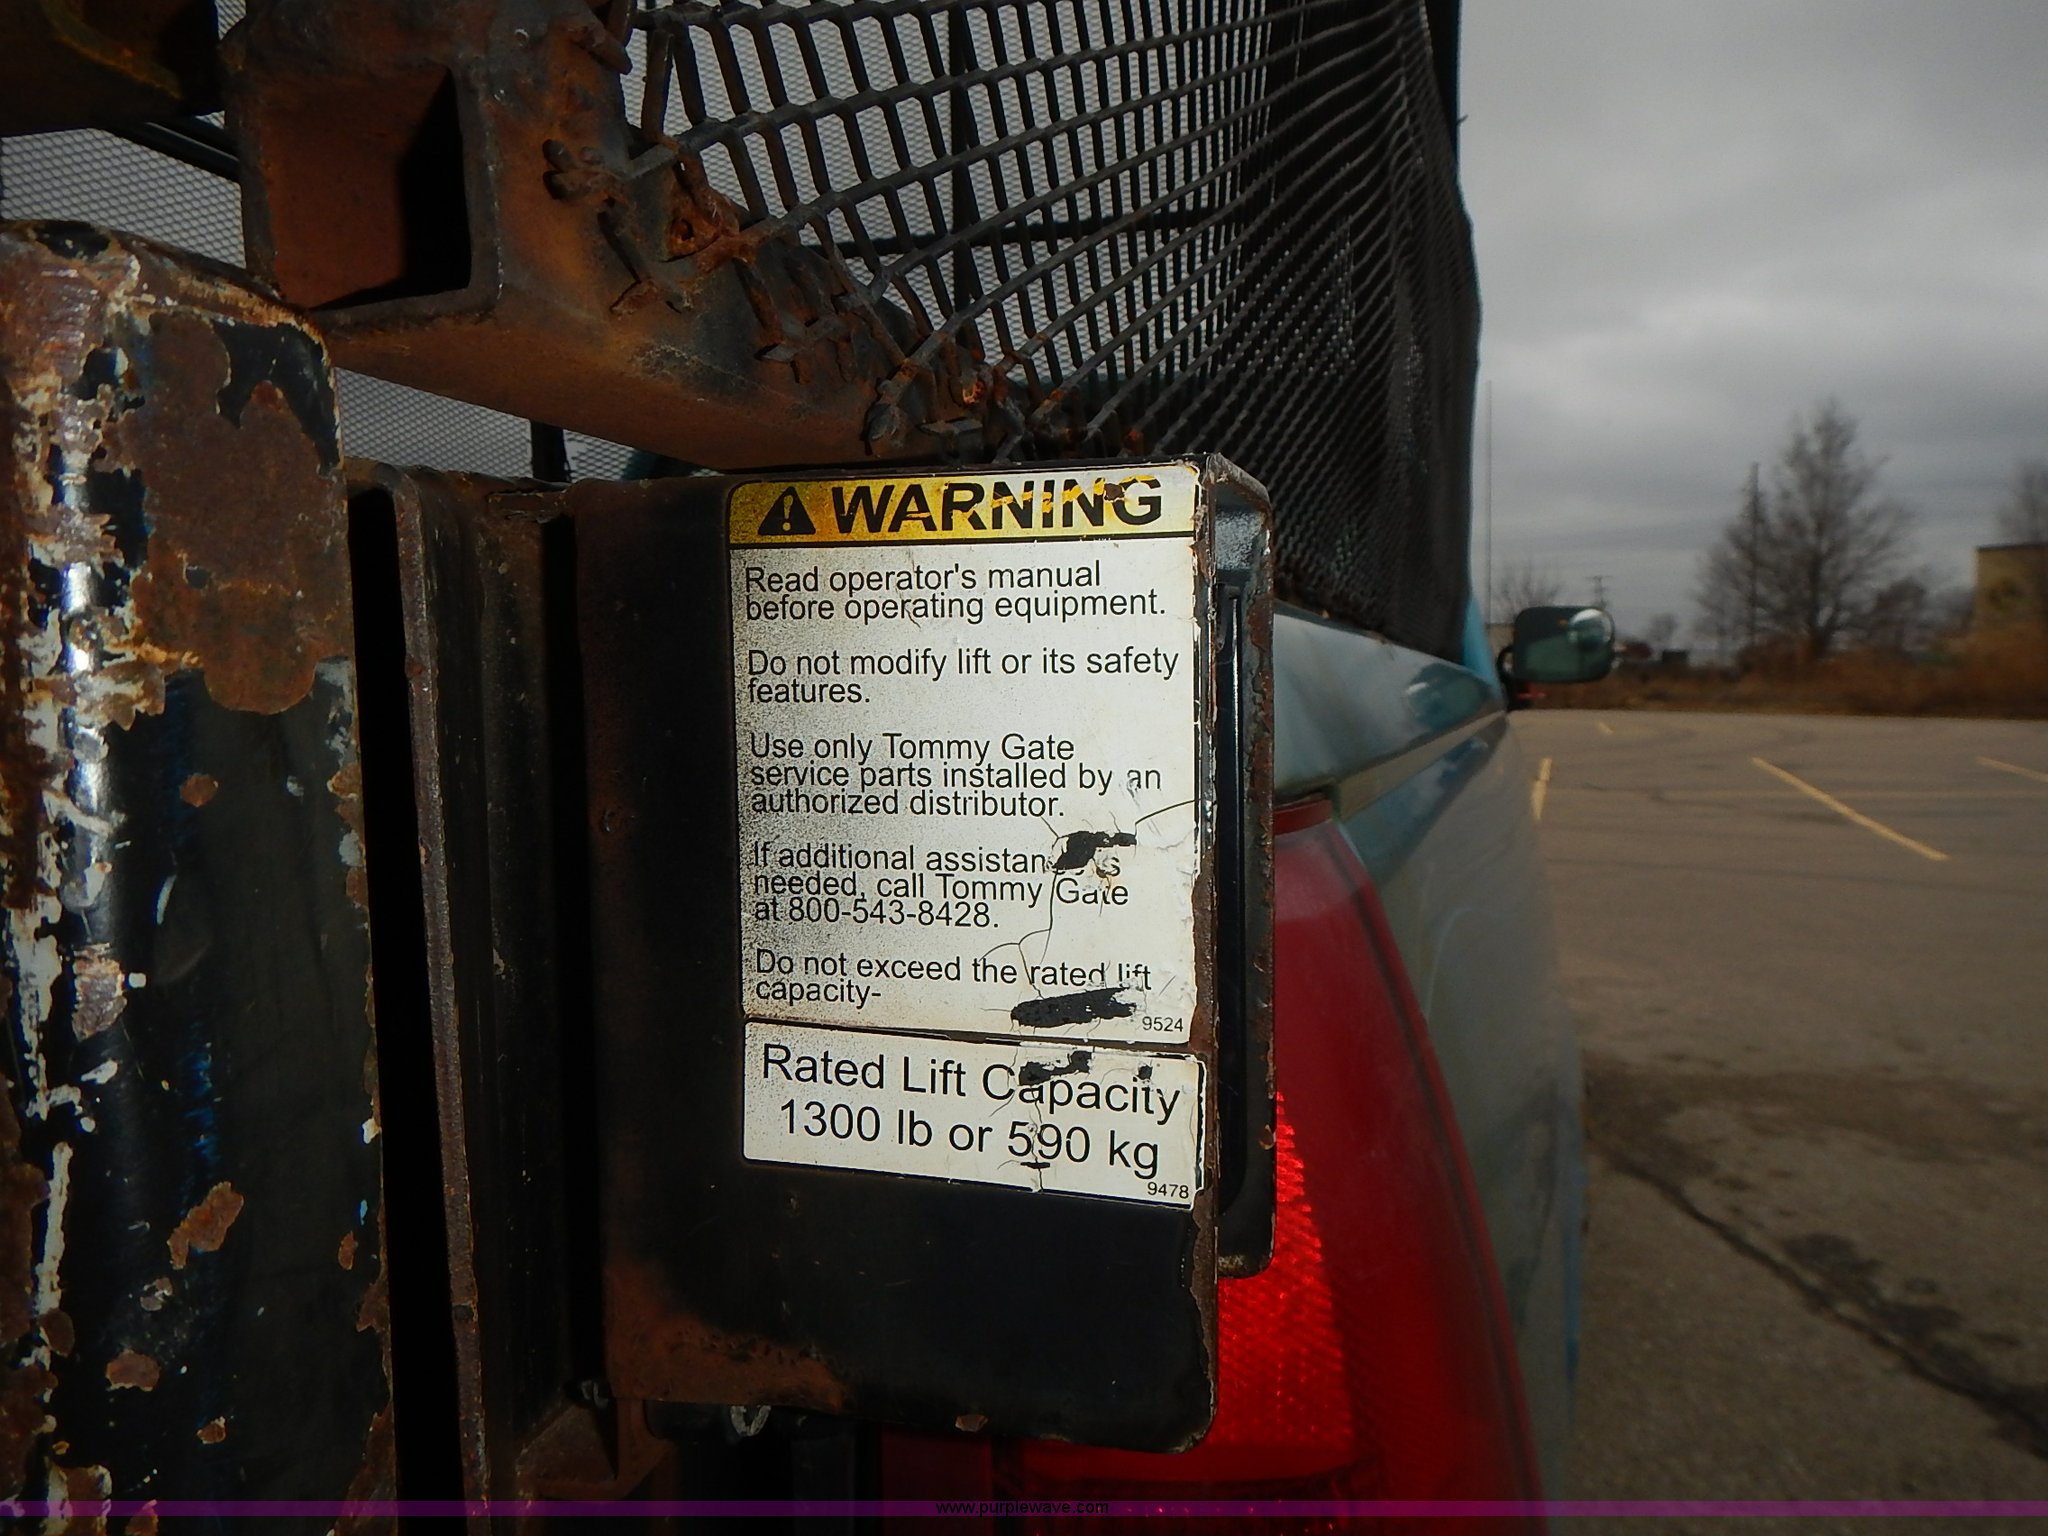 WARNING
Read operator's manual
before operating equipment.
Do not modify lift or its safety
features.
Use only Tommy Gate
service parts installed by an
authorized distributor.
If additional assistan s
needed, call Tommy Gate
at 800-543-8428.
Do not exceed the rated lift
capacity-
9524
Rated Lift Capacity
1300 lb or 590 kg
9478
www.purplewave.com